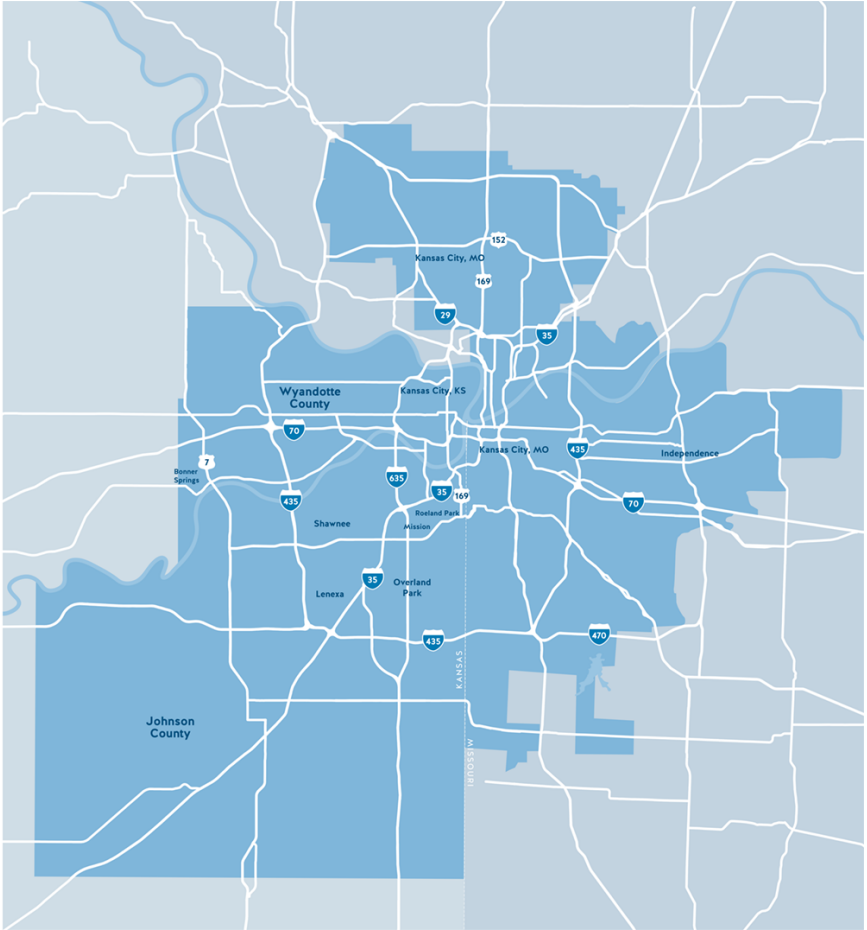 152
Kansas City, MO
169
29
35
Wyandotte
County
Kansas City, KS
70
Kansas City, MO
435
Independence
7
Bonner
Springs
635
435
35
169
70
Roeland Park
Shawnee
Mission
35
Overland
Park
Lenexa
435
470
KANSAS
Johnson
County
MISSOURI